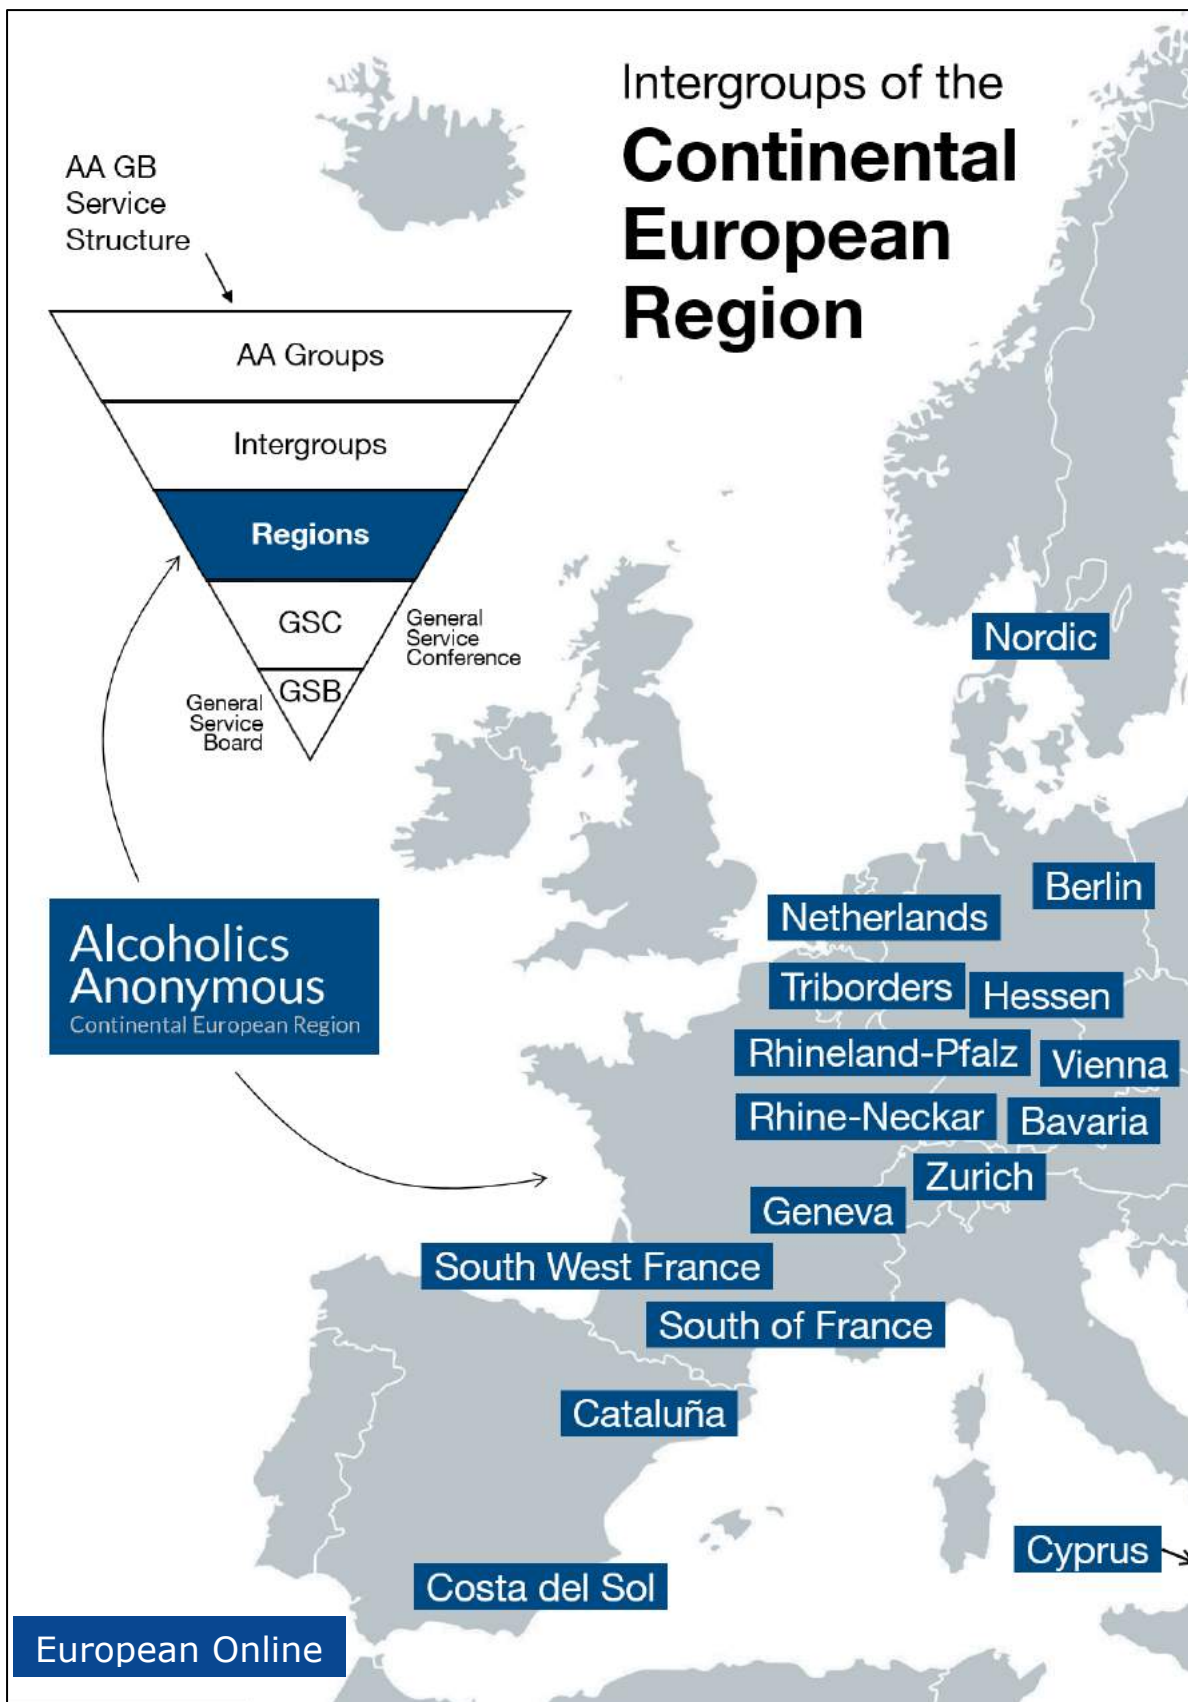 Intergroups of the
Continental
European
Region
AA GB
Service
Structure
AA Groups
Intergroups
Regions
GSC
General
Service
Conference
GSB
General
Service
Board
Alcoholics
Anonymous
Continental European Region
Nordic
Berlin
Netherlands
Triborders
Hessen
Rhineland-Pfalz
Vienna
Rhine-Neckar
Bavaria
Zurich
Geneva
South West France
South of France
Cataluña
Cyprus
Costa del Sol
European Online